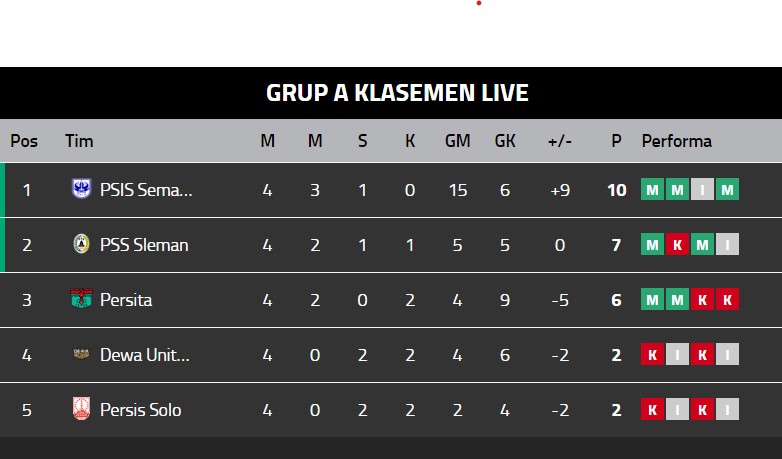 GRUP A KLASEMEN LIVE
Pos Tim M M S K GM GK +/- P Performa
1 PSIS Sema... 4 3 1 0 15 6 +9 10 M M I M
2 PSS Sleman 4 2 1 1 5 5 0 7 M K M I
3 Persita 4 2 0 2 4 9 -5 6 M M K K
4 Dewa Unit... 4 0 2 2 4 6 -2 2 K I K I
5 Persis Solo 4 0 2 2 2 4 -2 2 K I K I